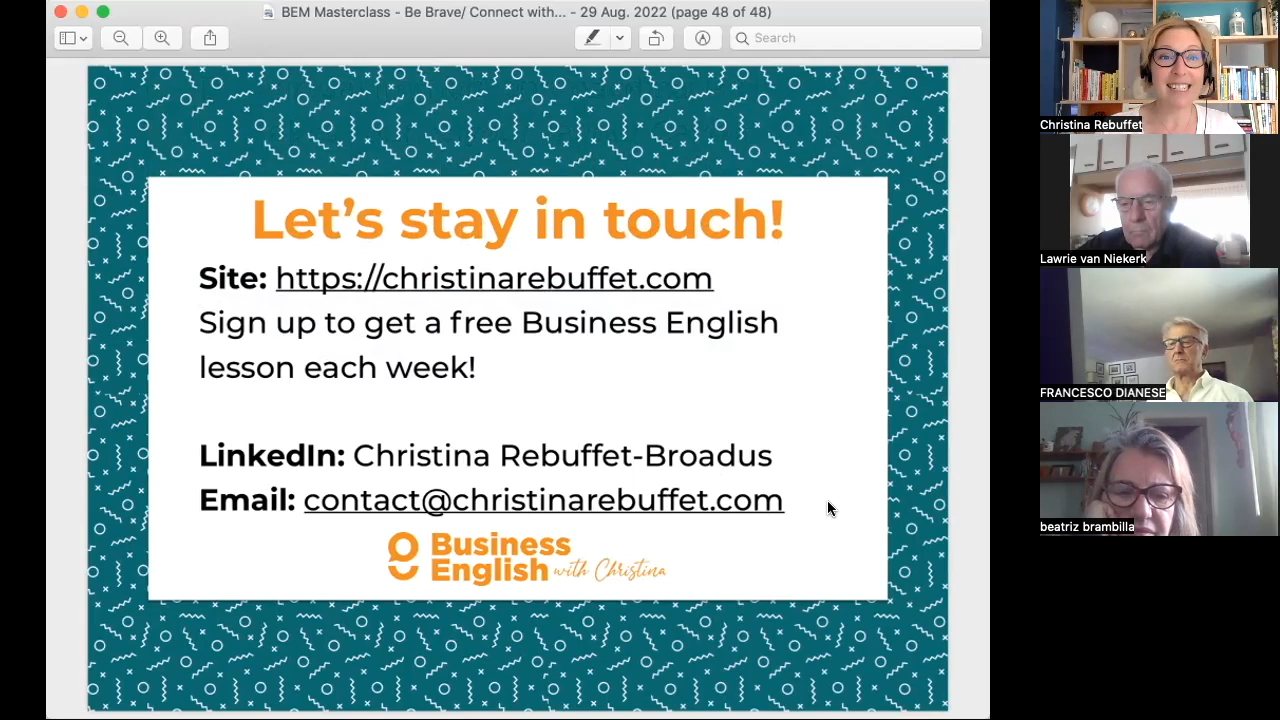 BEM Masterclass - Be Brave/ Connect with... - 29 Aug. 2022 (page 48 of 48)
Search
Let's stay in touch!
Site: https://christinarebuffet.com
Sign up to get a free Business English
lesson each week!
LinkedIn: Christina Rebuffet-Broadus
Email: contact@christinarebuffet.com
Business
English with Christina
Christina Rebuffet
Lawrie van Niekerk
FRANCESCO DIANESE
beatriz brambilla